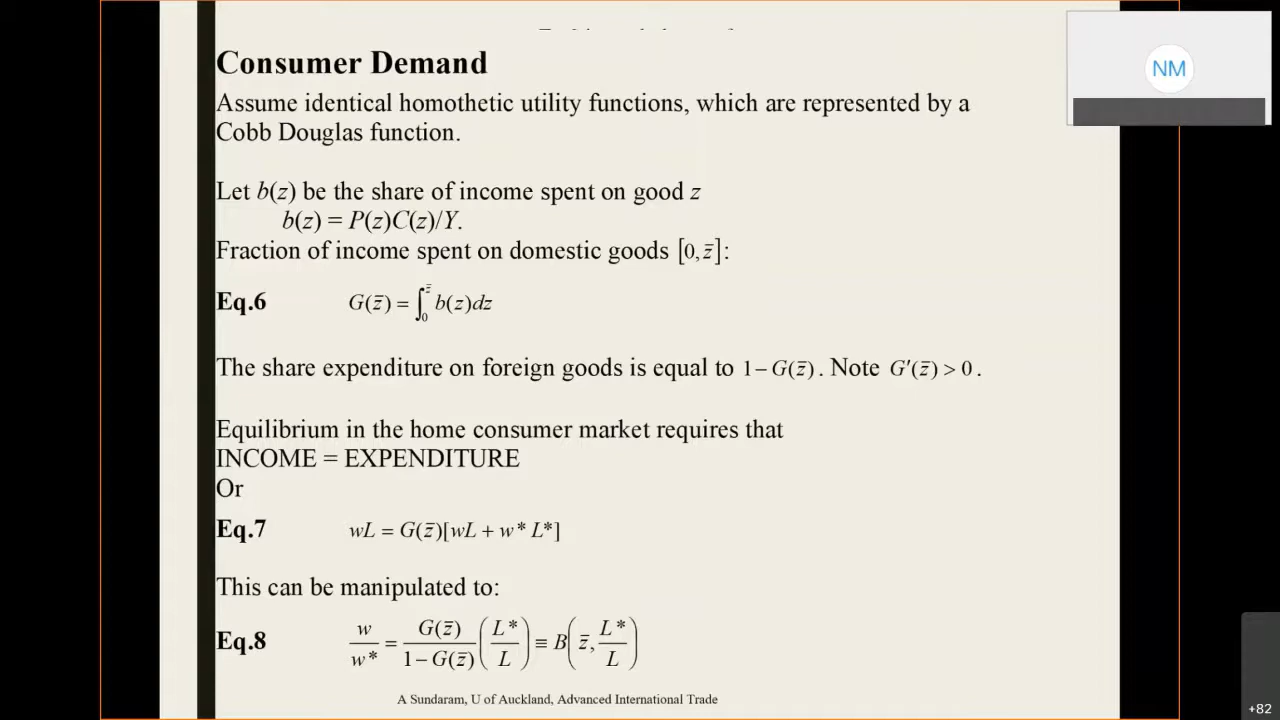 Consumer Demand
NM
Assume identical homothetic utility functions, which are represented by a
Cobb Douglas function.
Let b(z) be the share of income spent on good z
b(z) = P(z)C(z)/Y.
Fraction of income spent on domestic goods [0, z̄]:
Eq.6 G(z̄) = ∫₀^z̄ b(z)dz
The share expenditure on foreign goods is equal to 1 − G(z̄). Note G′(z̄) > 0.
Equilibrium in the home consumer market requires that
INCOME = EXPENDITURE
Or
Eq.7 wL = G(z̄)[wL + w* L*]
This can be manipulated to:
Eq.8 w/w* = G(z̄)/(1 − G(z̄)) (L*/L) ≡ B(z̄, L*/L)
A Sundaram, U of Auckland, Advanced International Trade
+82